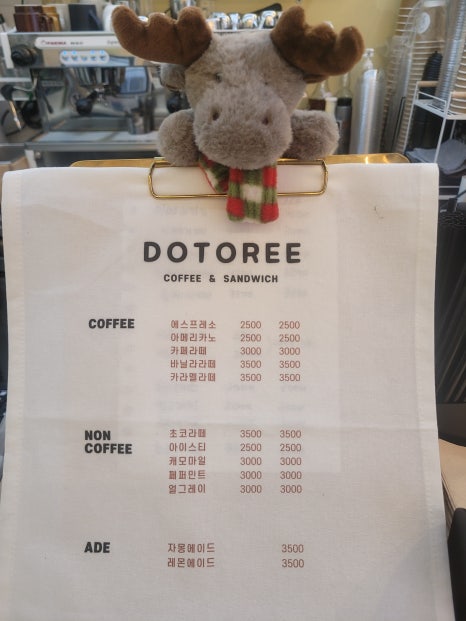 DOTOREE
COFFEE & SANDWICH
COFFEE
에스프레소 2500 2500
아메리카노 2500 2500
카페라떼 3000 3000
바닐라라떼 3500 3500
카라멜라떼 3500 3500
NON
COFFEE
초코라떼 3500 3500
아이스티 2500 2500
캐모마일 3000 3000
페퍼민트 3000 3000
얼그레이 3000 3000
ADE
자몽에이드 3500
레몬에이드 3500